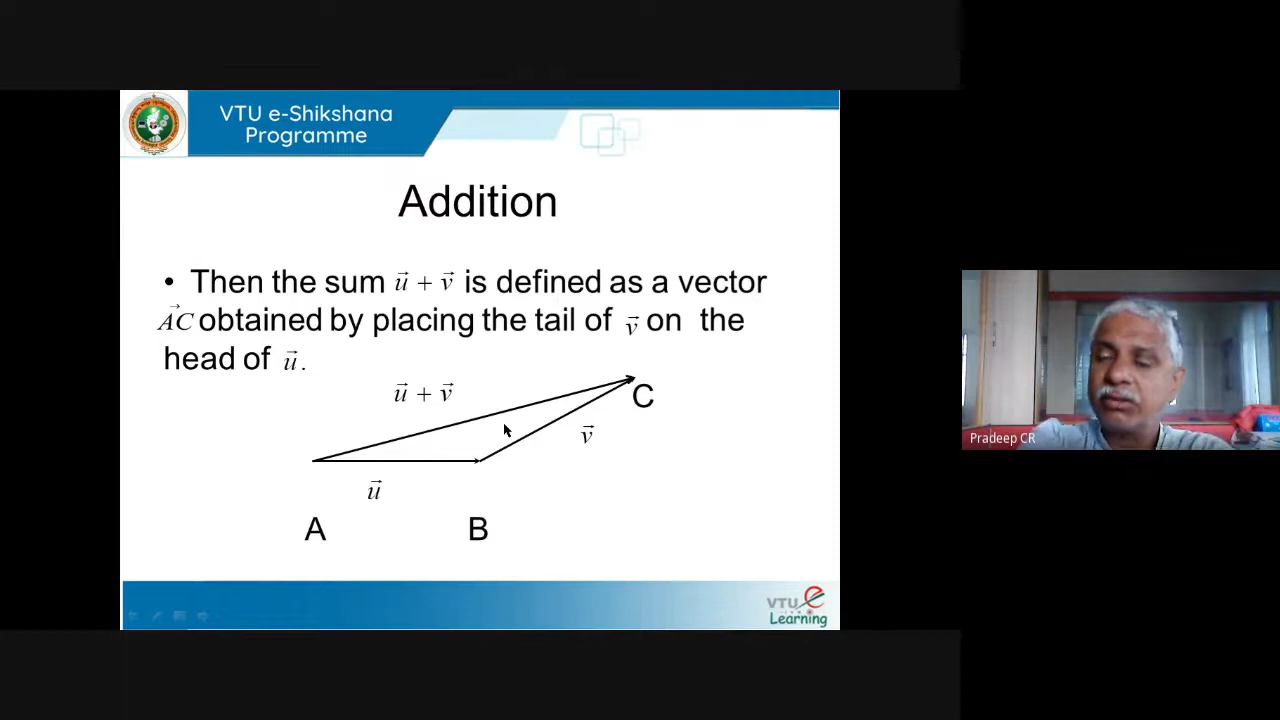 VTU e-Shikshana
Programme
Addition
• Then the sum u⃗ + v⃗ is defined as a vector
A⃗C obtained by placing the tail of v⃗ on the
head of u⃗ .
u⃗ + v⃗
C
v⃗
u⃗
A B
Pradeep CR
VTU e
Learning